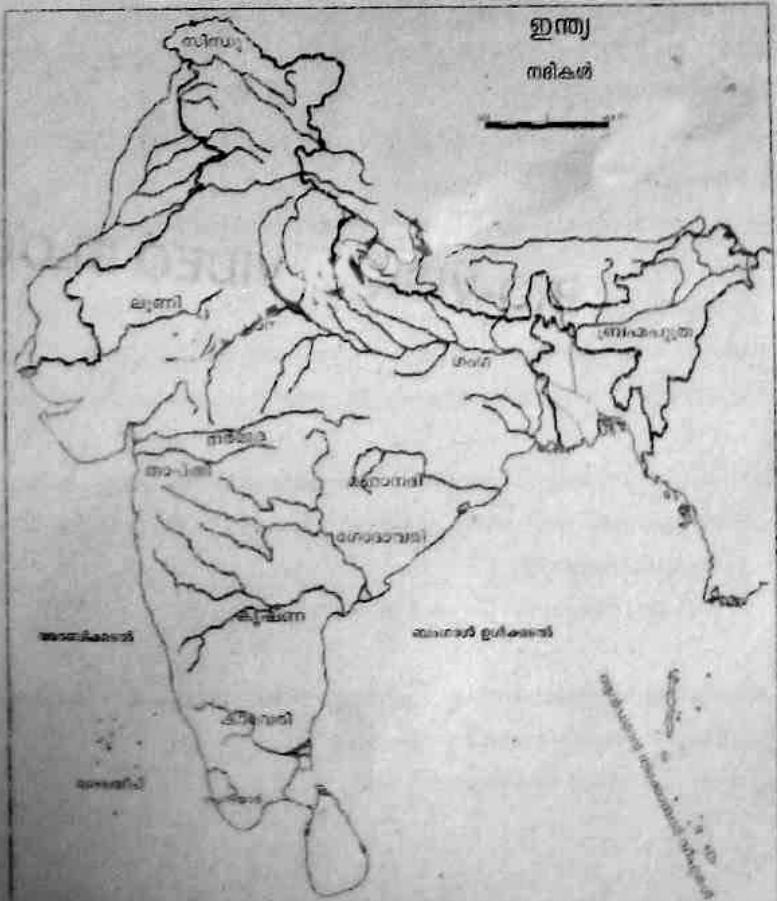 ഇന്ത്യ
നദികൾ
സിന്ധു
ലൂണി
ബ്രഹ്മപുത്ര
ഗംഗ
നർമ്മദ
താപ്തി
മഹാനദി
ഗോദാവരി
കൃഷ്ണ
അറബിക്കടൽ
ബംഗാൾ ഉൾക്കടൽ
കാവേരി